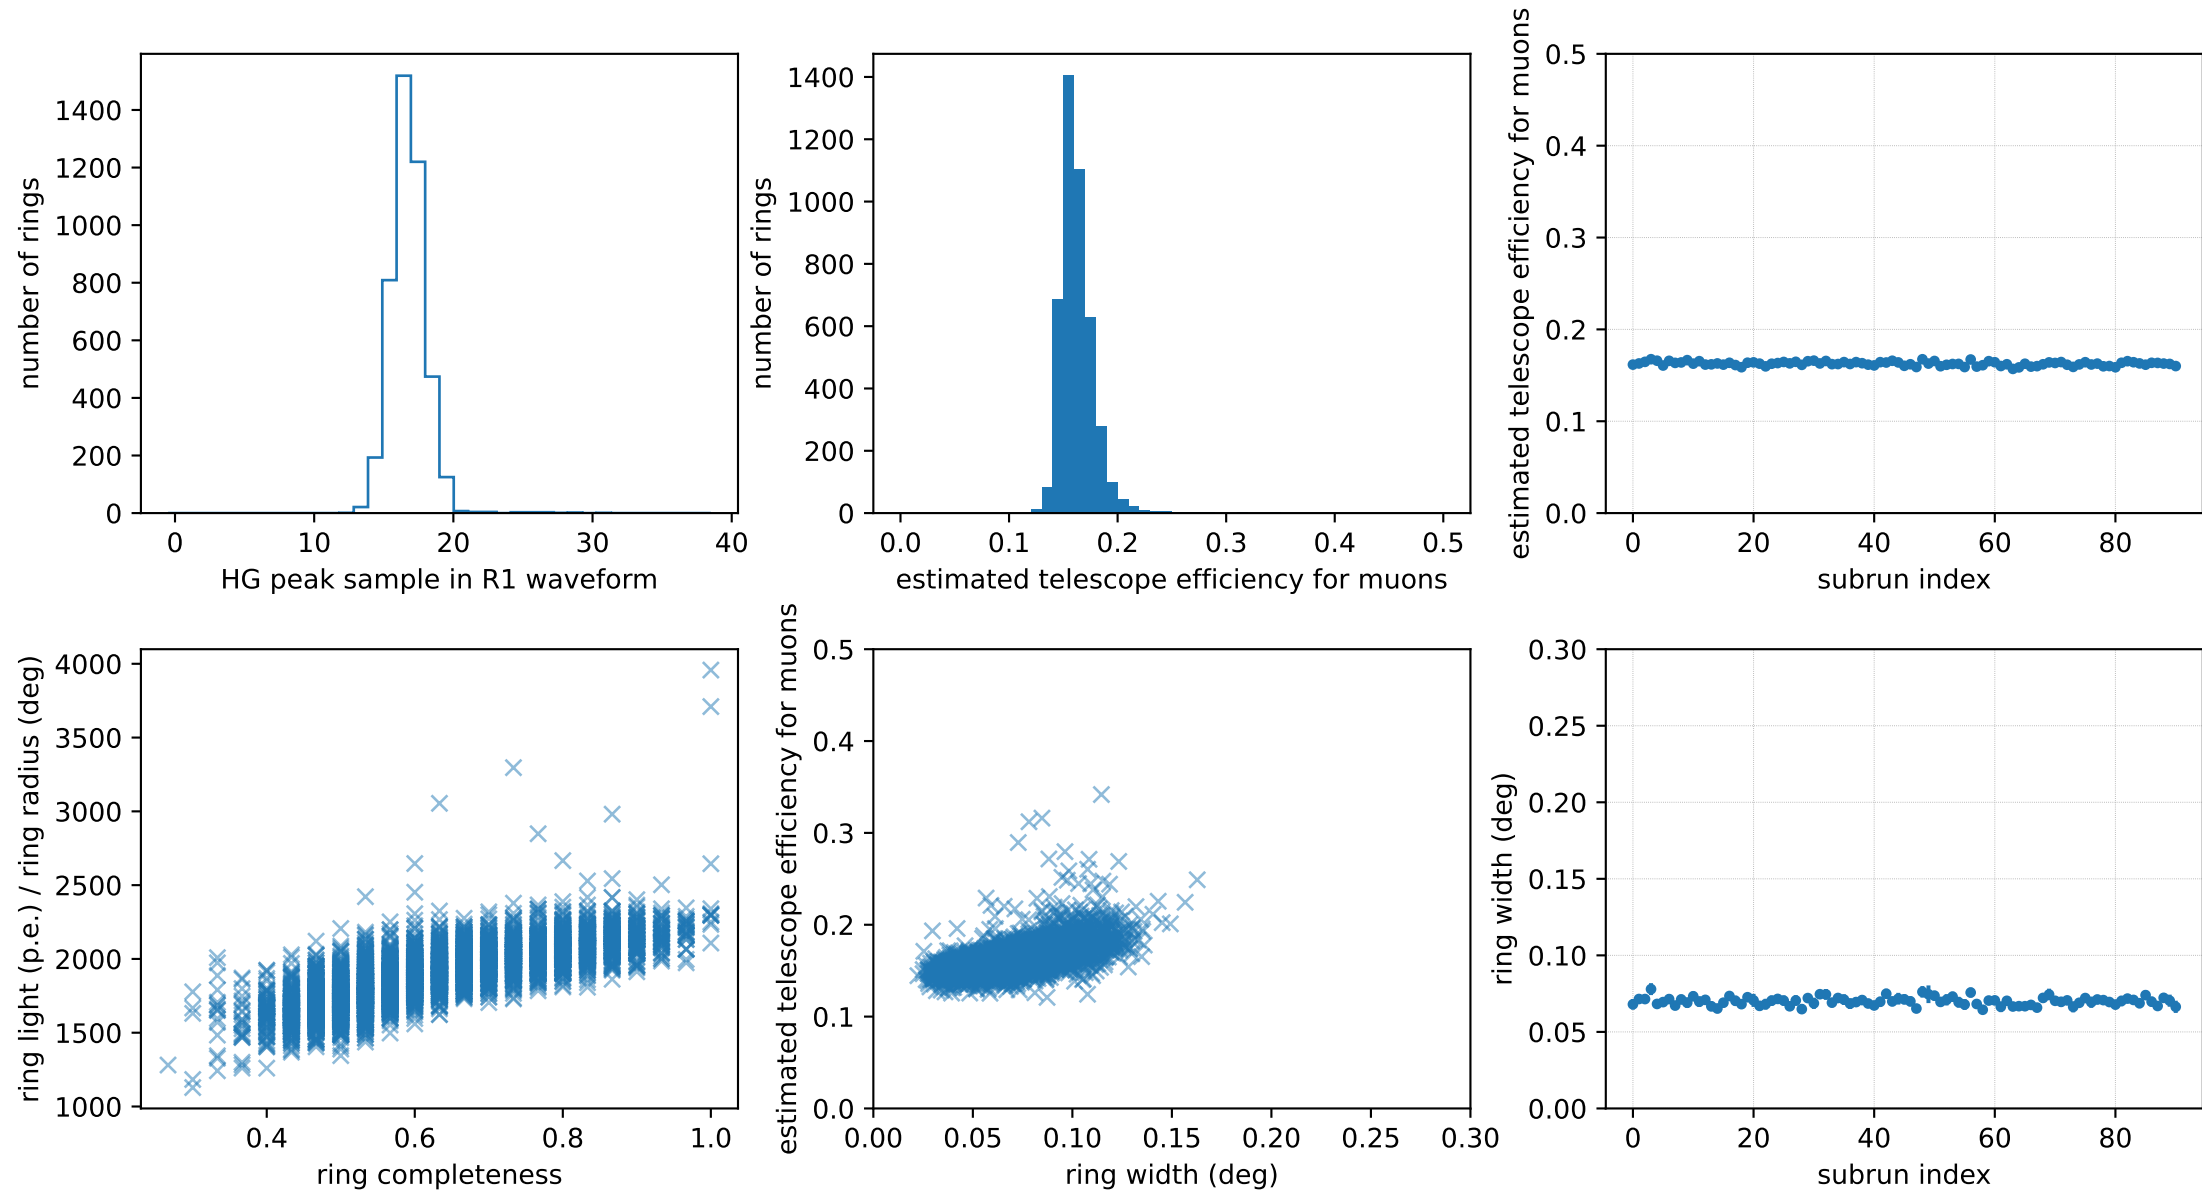 number of rings
1400
1200
1000
800
600
400
200
0
0 10 20 30 40
HG peak sample in R1 waveform
number of rings
1400
1200
1000
800
600
400
200
0
0.0 0.1 0.2 0.3 0.4 0.5
estimated telescope efficiency for muons
estimated telescope efficiency for muons
0.5
0.4
0.3
0.2
0.1
0.0
0 20 40 60 80
subrun index
ring light (p.e.) / ring radius (deg)
4000
3500
3000
2500
2000
1500
1000
0.4 0.6 0.8 1.0
ring completeness
estimated telescope efficiency for muons
0.5
0.4
0.3
0.2
0.1
0.0
0.00 0.05 0.10 0.15 0.20 0.25 0.30
ring width (deg)
ring width (deg)
0.30
0.25
0.20
0.15
0.10
0.05
0.00
0 20 40 60 80
subrun index